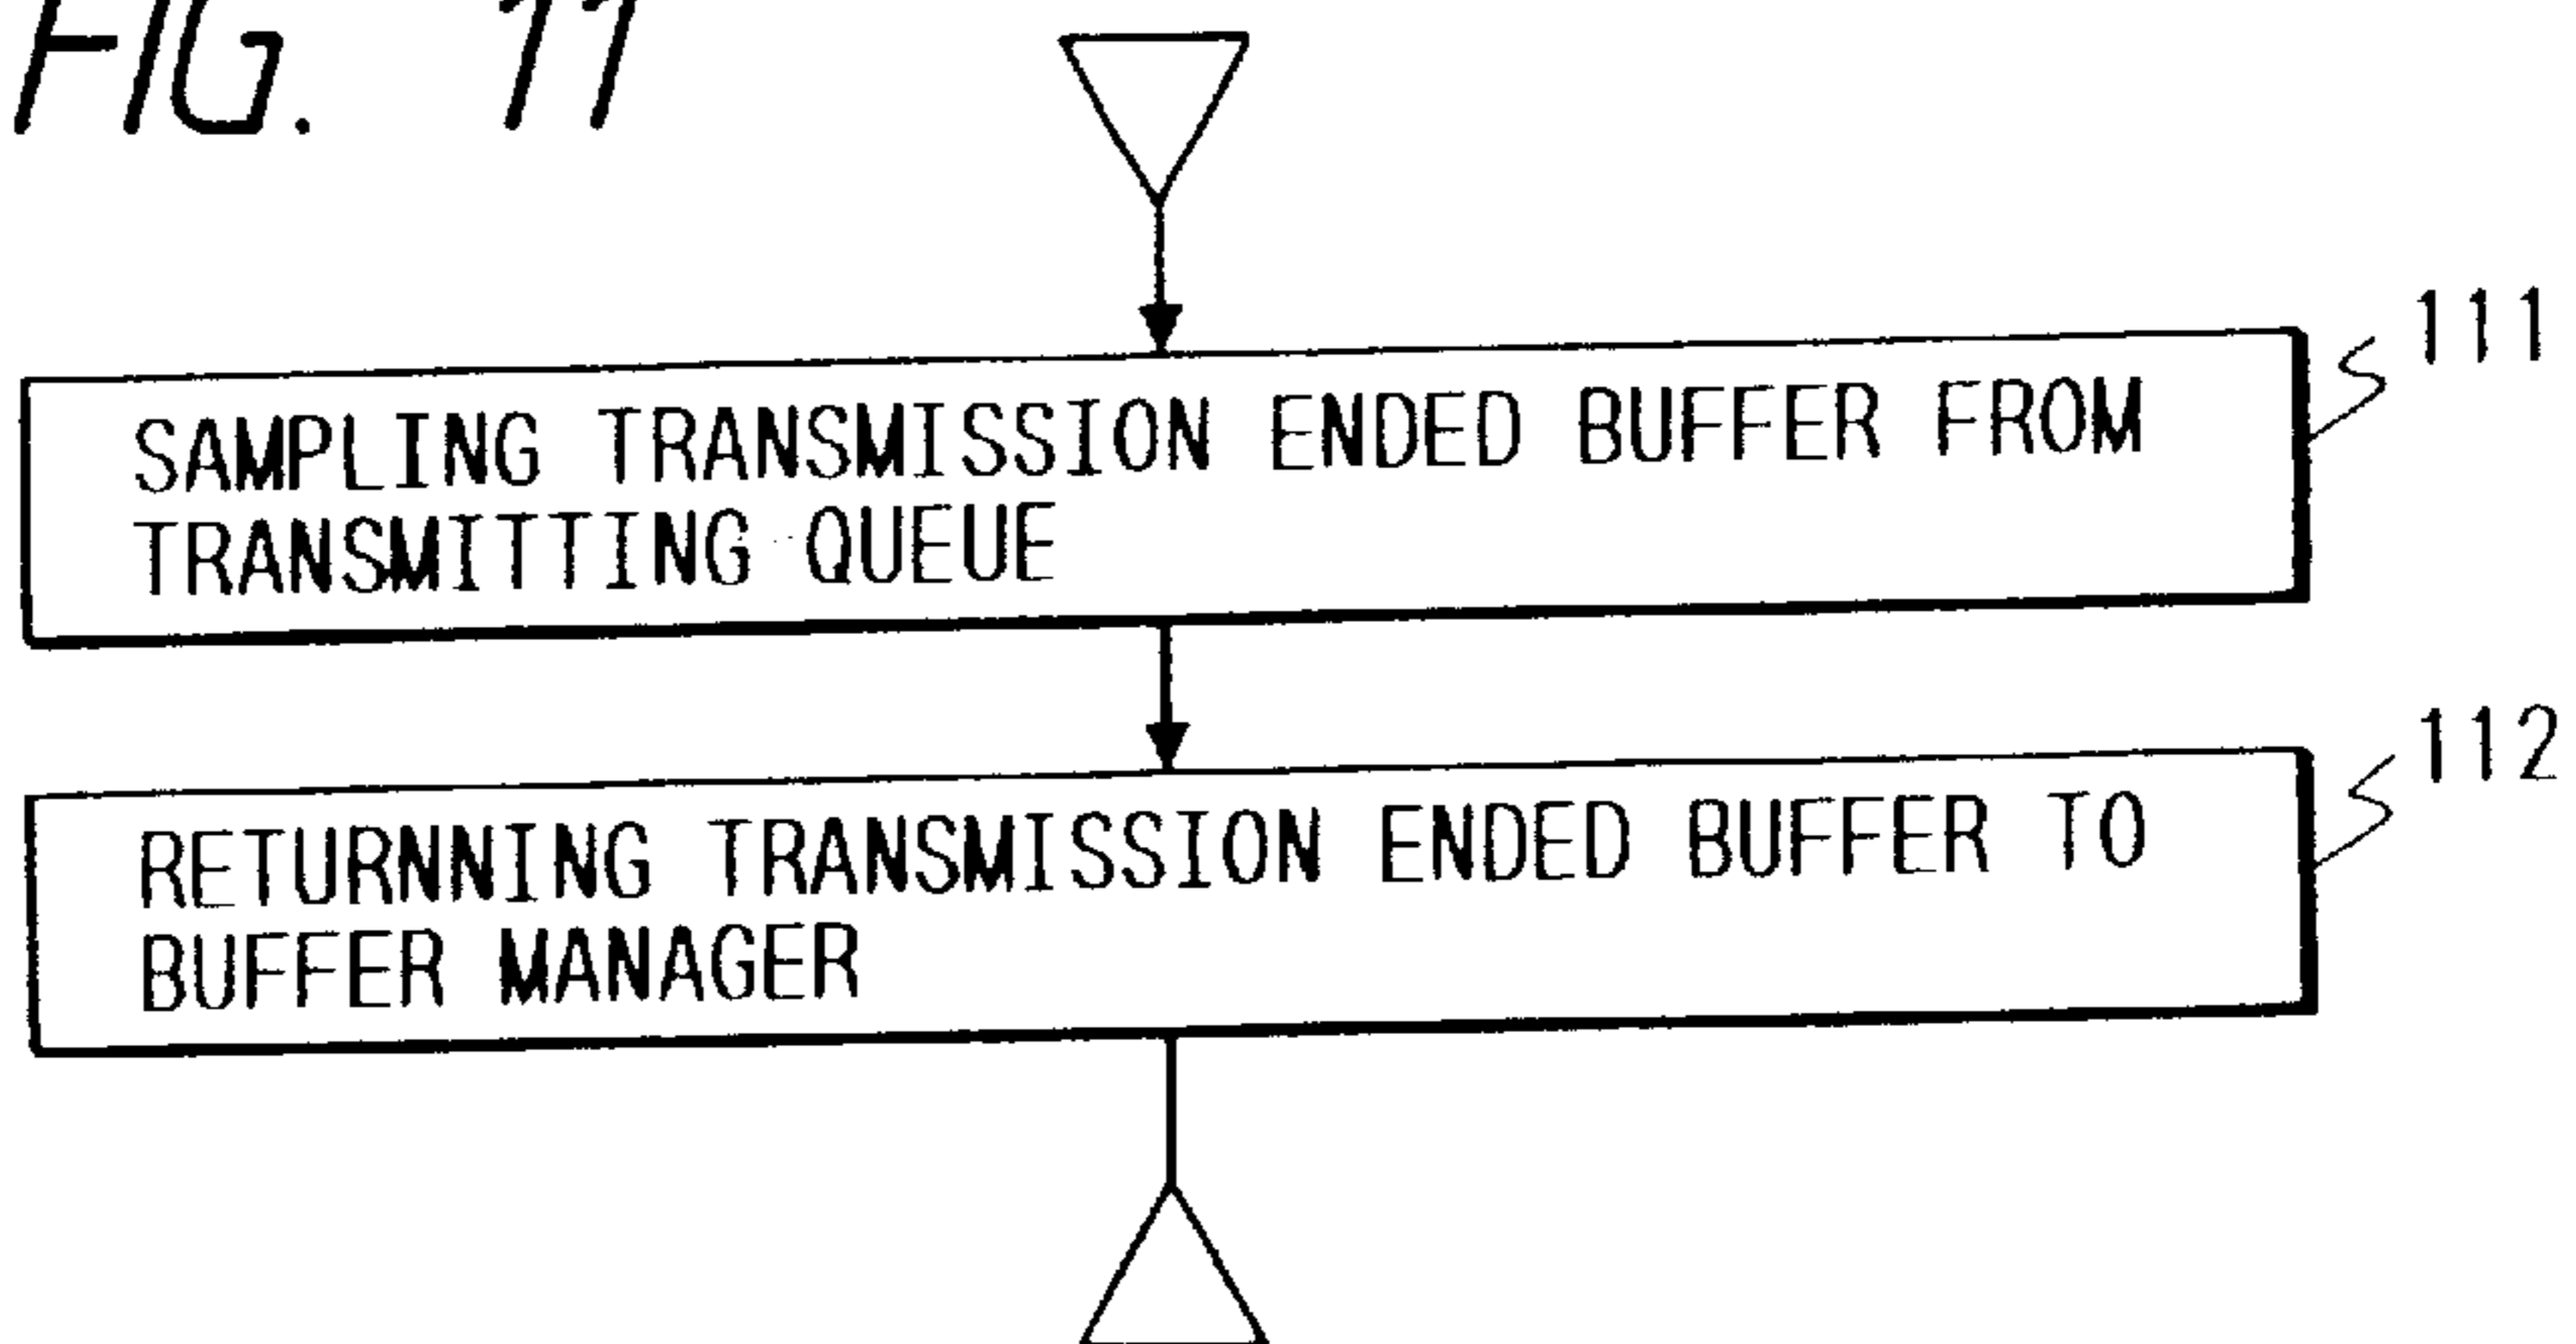 FIG. 11
111
SAMPLING TRANSMISSION ENDED BUFFER FROM
TRANSMITTING QUEUE
112
RETURNNING TRANSMISSION ENDED BUFFER TO
BUFFER MANAGER